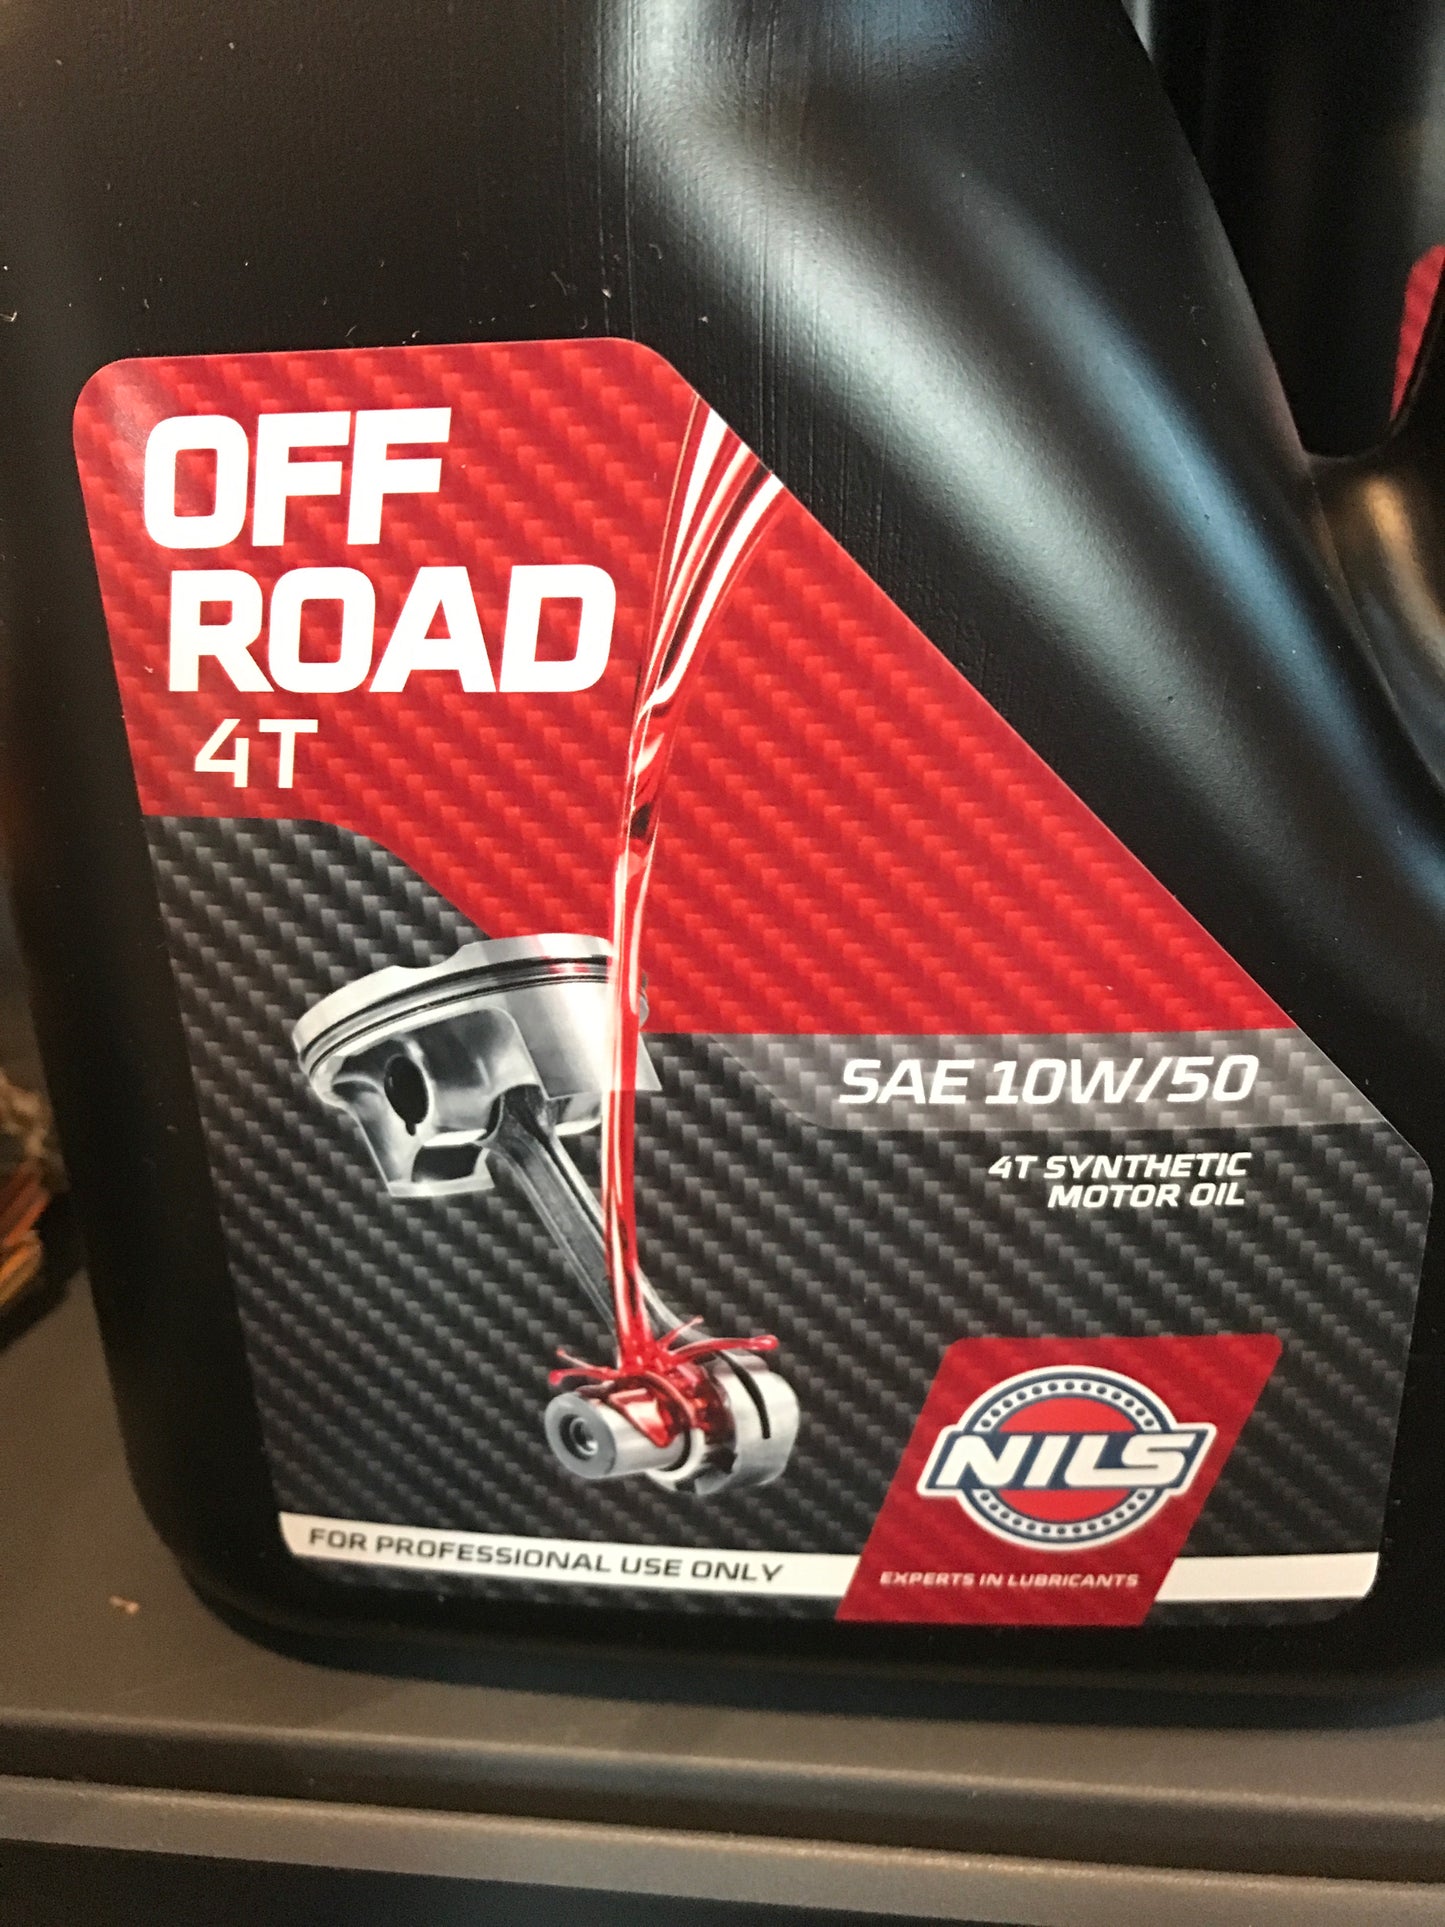 OFF
ROAD
4T
SAE 10W/50
4T SYNTHETIC
MOTOR OIL
NILS
FOR PROFESSIONAL USE ONLY
EXPERTS IN LUBRICANTS